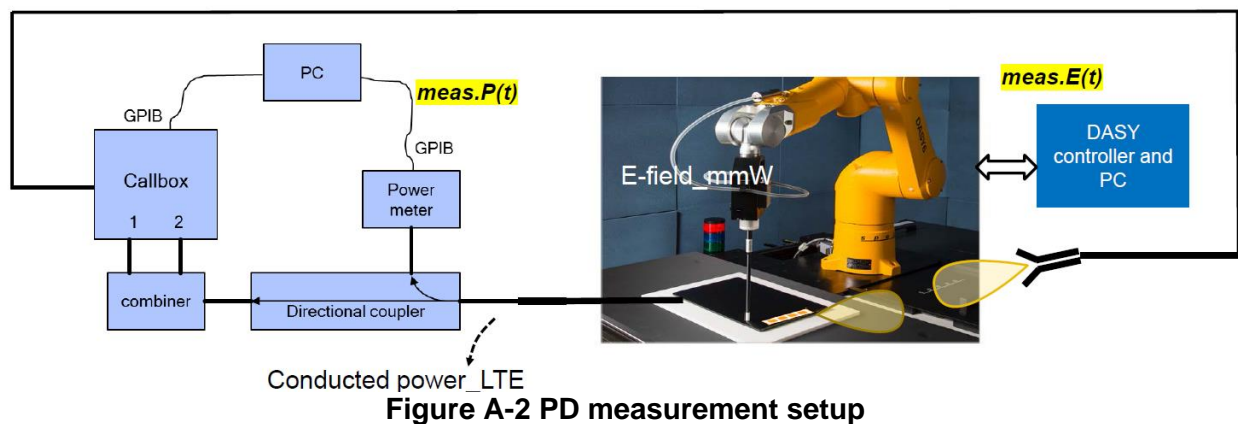 PC
meas.P(t)
meas.E(t)
GPIB
GPIB
Callbox
1 2
Power
meter
E-field_mmW
DASY
controller and
PC
combiner
Directional coupler
Conducted power_LTE
Figure A-2 PD measurement setup